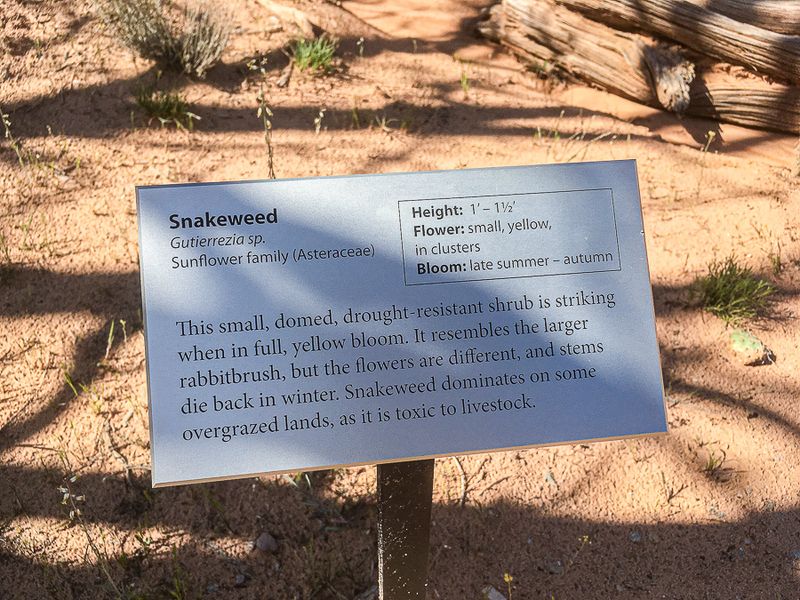 Snakeweed
Gutierrezia sp.
Sunflower family (Asteraceae)
Height: 1′ – 1½′
Flower: small, yellow,
in clusters
Bloom: late summer – autumn
This small, domed, drought-resistant shrub is striking
when in full, yellow bloom. It resembles the larger
rabbitbrush, but the flowers are different, and stems
die back in winter. Snakeweed dominates on some
overgrazed lands, as it is toxic to livestock.